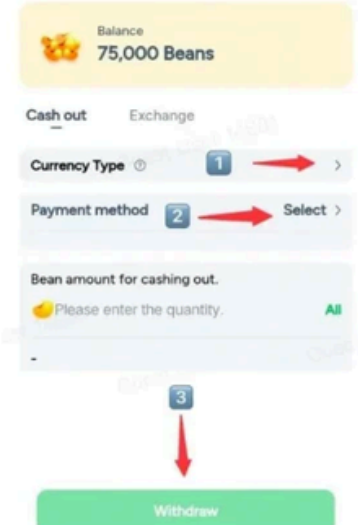 Balance
75,000 Beans
Cash out Exchange
Currency Type ? 1 >
Payment method 2 Select >
Bean amount for cashing out.
Please enter the quantity. All
-
3
Withdraw